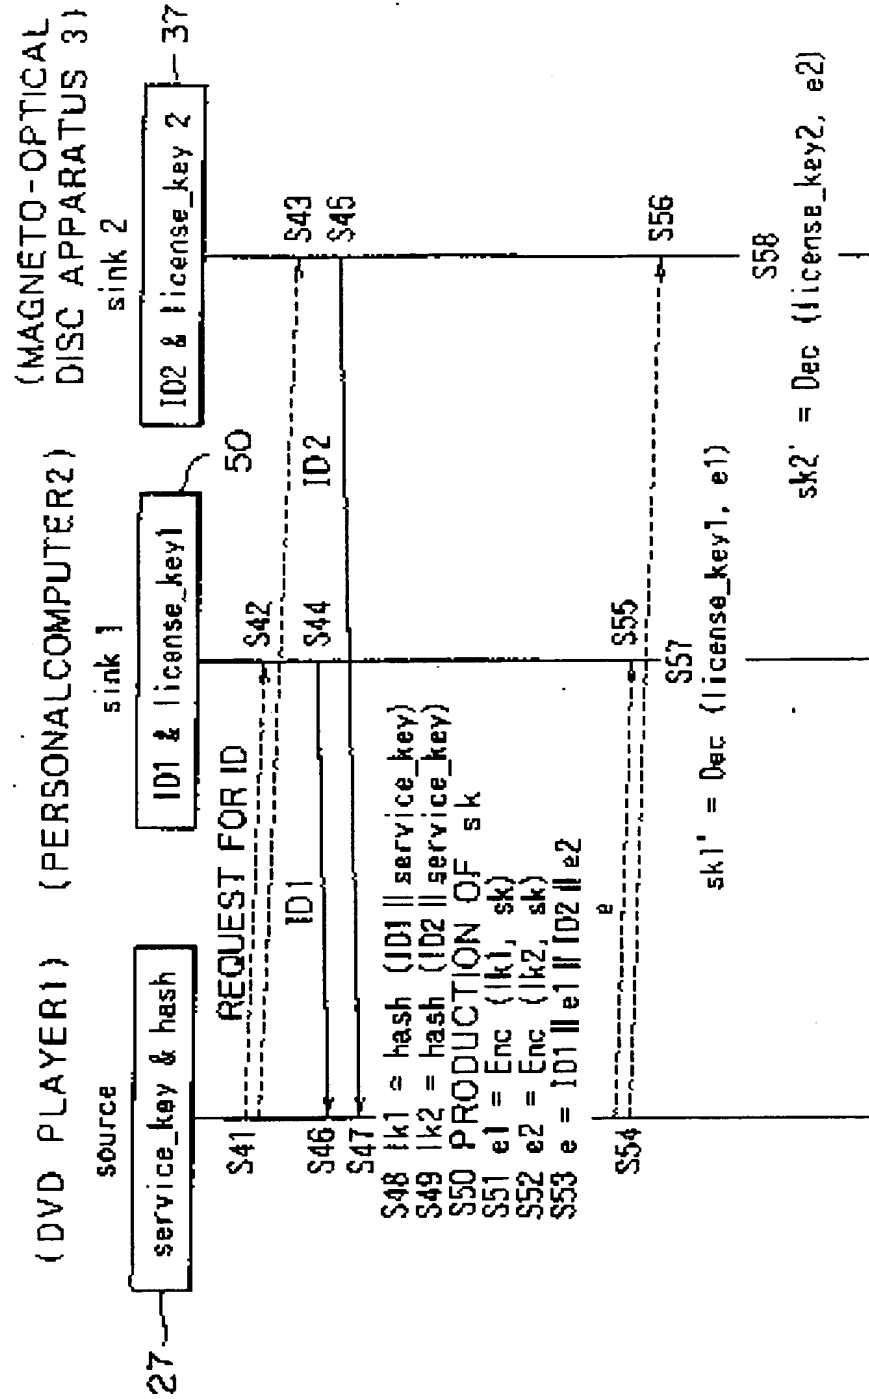 (DVD PLAYER1)
(PERSONALCOMPUTER2)
(MAGNETO-OPTICAL
DISC APPARATUS 3)
source
sink 1
sink 2
27
service_key & hash
ID1 & license_key1
50
ID2 & license_key 2
37
S41
REQUEST FOR ID
S42
S43
ID1
S44
ID2
S45
S46
S47
S48 lk1 = hash (ID1 || service_key)
S49 lk2 = hash (ID2 || service_key)
S50 PRODUCTION OF sk
S51 e1 = Enc (lk1, sk)
S52 e2 = Enc (lk2, sk)
S53 e = ID1 || e1 || ID2 || e2
S54
e
S55
S56
S57
sk1' = Dec (license_key1, e1)
S58
sk2' = Dec (license_key2, e2)